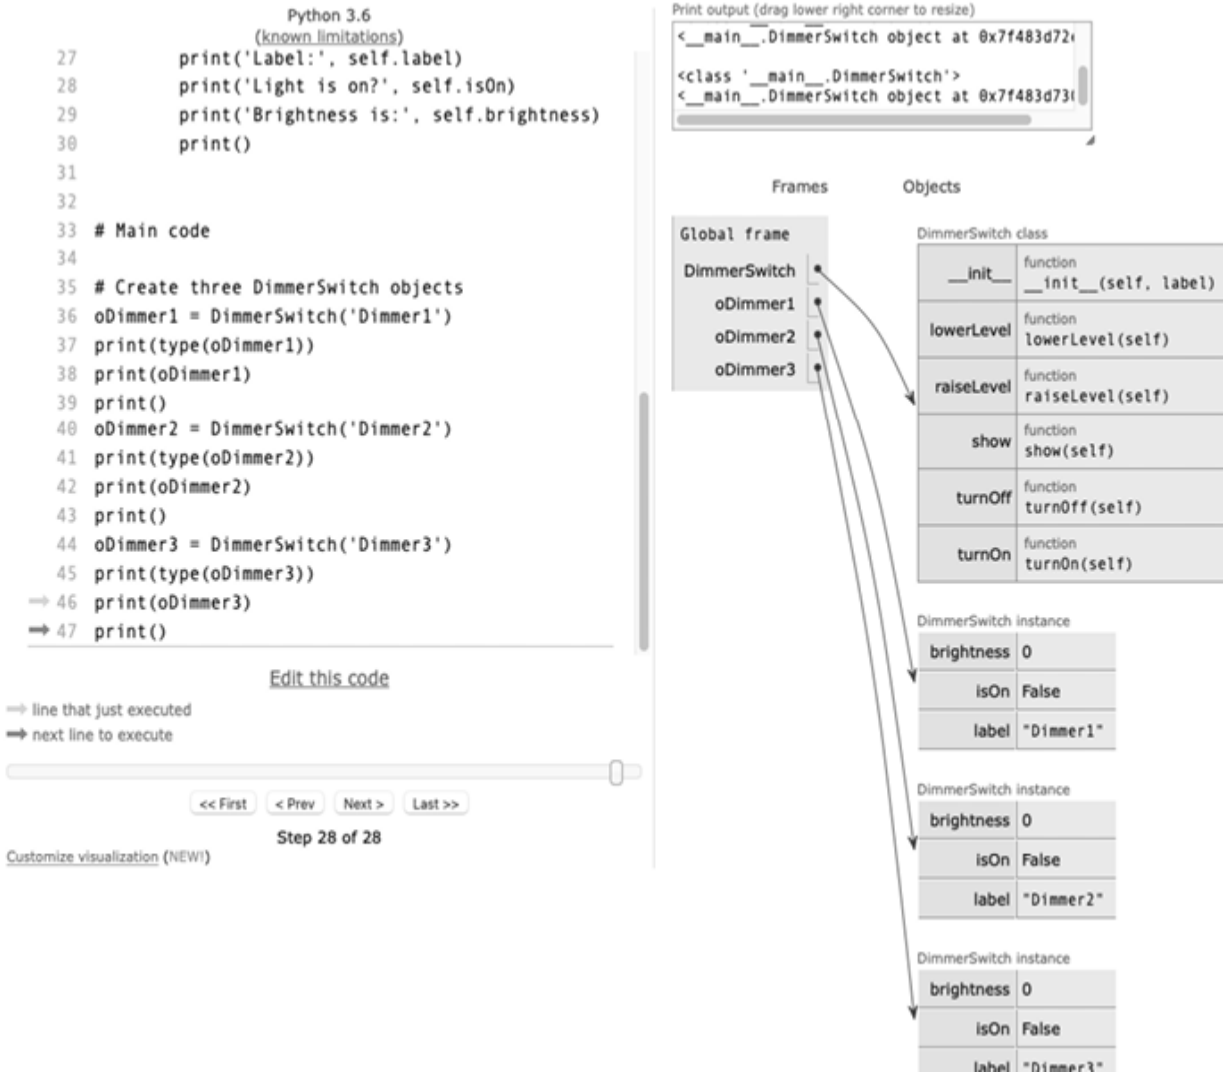 Python 3.6
(known limitations)
27 print('Label:', self.label)
28 print('Light is on?', self.isOn)
29 print('Brightness is:', self.brightness)
30 print()
31
32
33 # Main code
34
35 # Create three DimmerSwitch objects
36 oDimmer1 = DimmerSwitch('Dimmer1')
37 print(type(oDimmer1))
38 print(oDimmer1)
39 print()
40 oDimmer2 = DimmerSwitch('Dimmer2')
41 print(type(oDimmer2))
42 print(oDimmer2)
43 print()
44 oDimmer3 = DimmerSwitch('Dimmer3')
45 print(type(oDimmer3))
46 print(oDimmer3)
47 print()
Edit this code
line that just executed
next line to execute
<< First < Prev Next > Last >>
Step 28 of 28
Customize visualization (NEW!)
Print output (drag lower right corner to resize)
<__main__.DimmerSwitch object at 0x7f483d72
<class '__main__.DimmerSwitch'>
<__main__.DimmerSwitch object at 0x7f483d73
Frames Objects
Global frame
DimmerSwitch
oDimmer1
oDimmer2
oDimmer3
DimmerSwitch class
__init__ function
__init__(self, label)
lowerLevel function
lowerLevel(self)
raiseLevel function
raiseLevel(self)
show function
show(self)
turnOff function
turnOff(self)
turnOn function
turnOn(self)
DimmerSwitch instance
brightness 0
isOn False
label "Dimmer1"
DimmerSwitch instance
brightness 0
isOn False
label "Dimmer2"
DimmerSwitch instance
brightness 0
isOn False
label "Dimmer3"